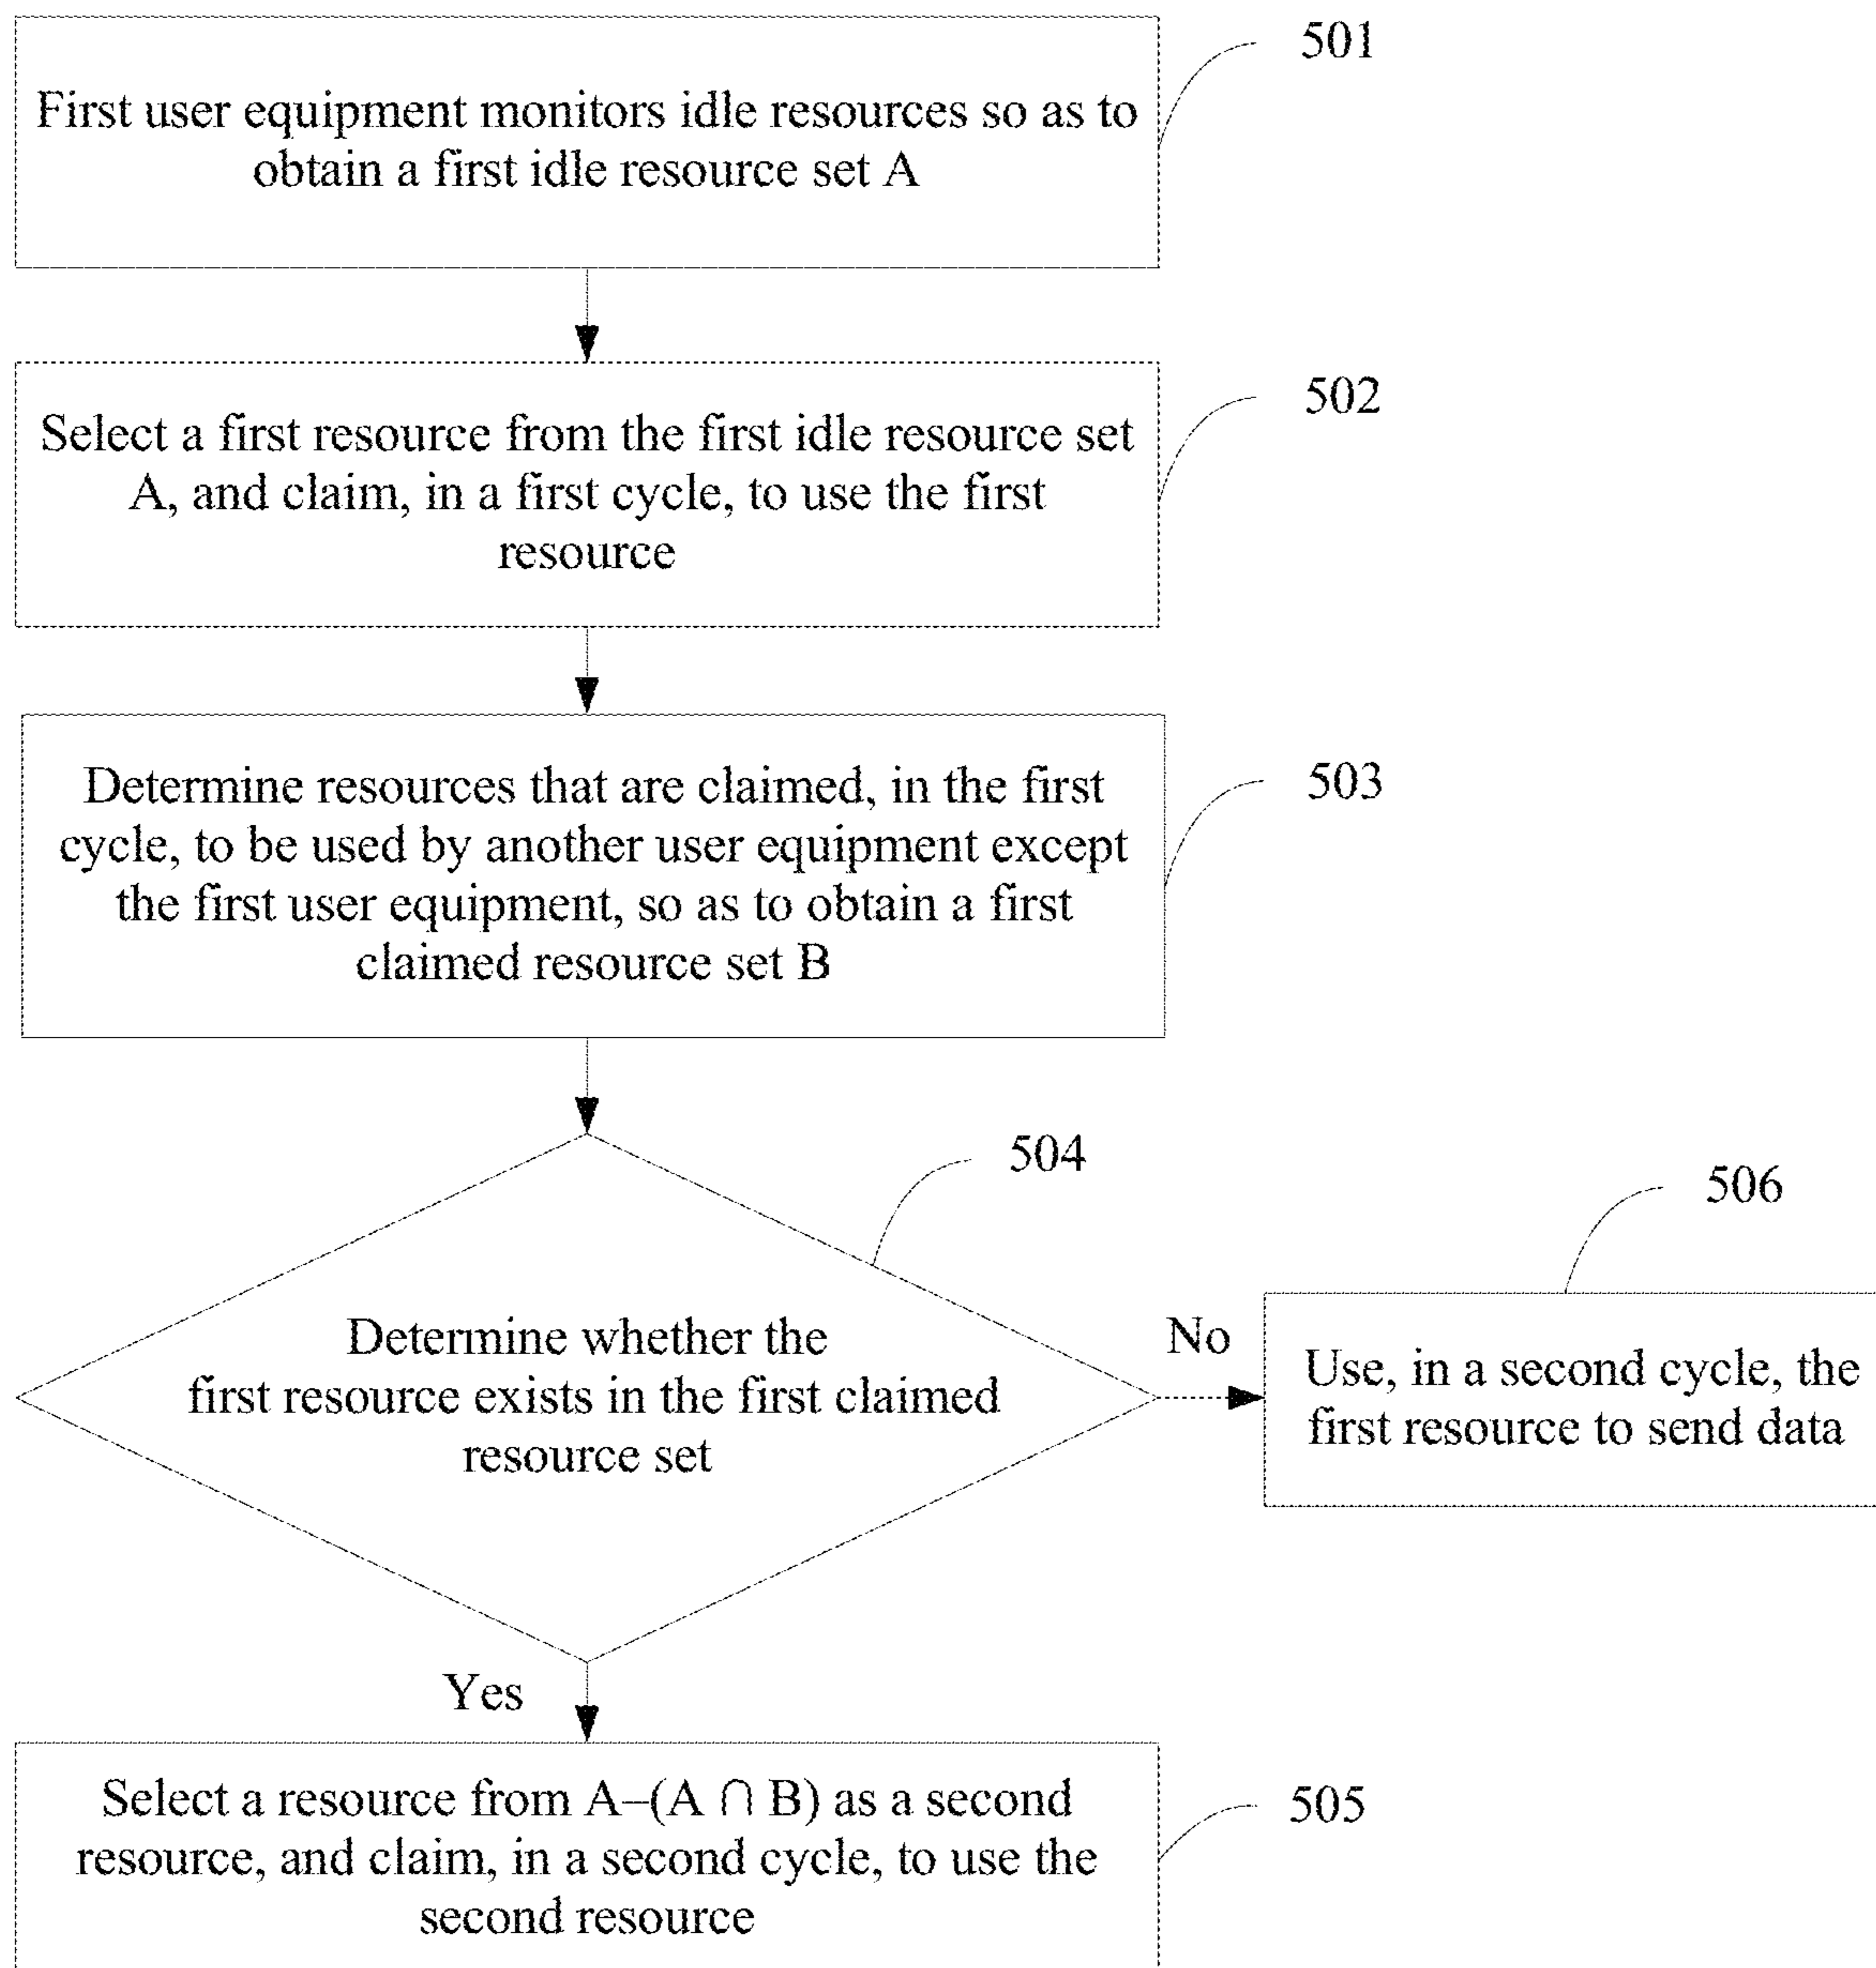 501
First user equipment monitors idle resources so as to
obtain a first idle resource set A
502
Select a first resource from the first idle resource set
A, and claim, in a first cycle, to use the first
resource
503
Determine resources that are claimed, in the first
cycle, to be used by another user equipment except
the first user equipment, so as to obtain a first
claimed resource set B
504
Determine whether the
first resource exists in the first claimed
resource set
No
506
Use, in a second cycle, the
first resource to send data
Yes
505
Select a resource from A–(A ∩ B) as a second
resource, and claim, in a second cycle, to use the
second resource